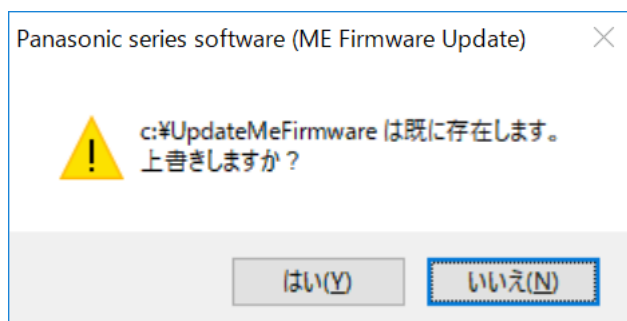 Panasonic series software (ME Firmware Update)
c:¥UpdateMeFirmware は既に存在します。
上書きしますか？
はい(Y)
いいえ(N)